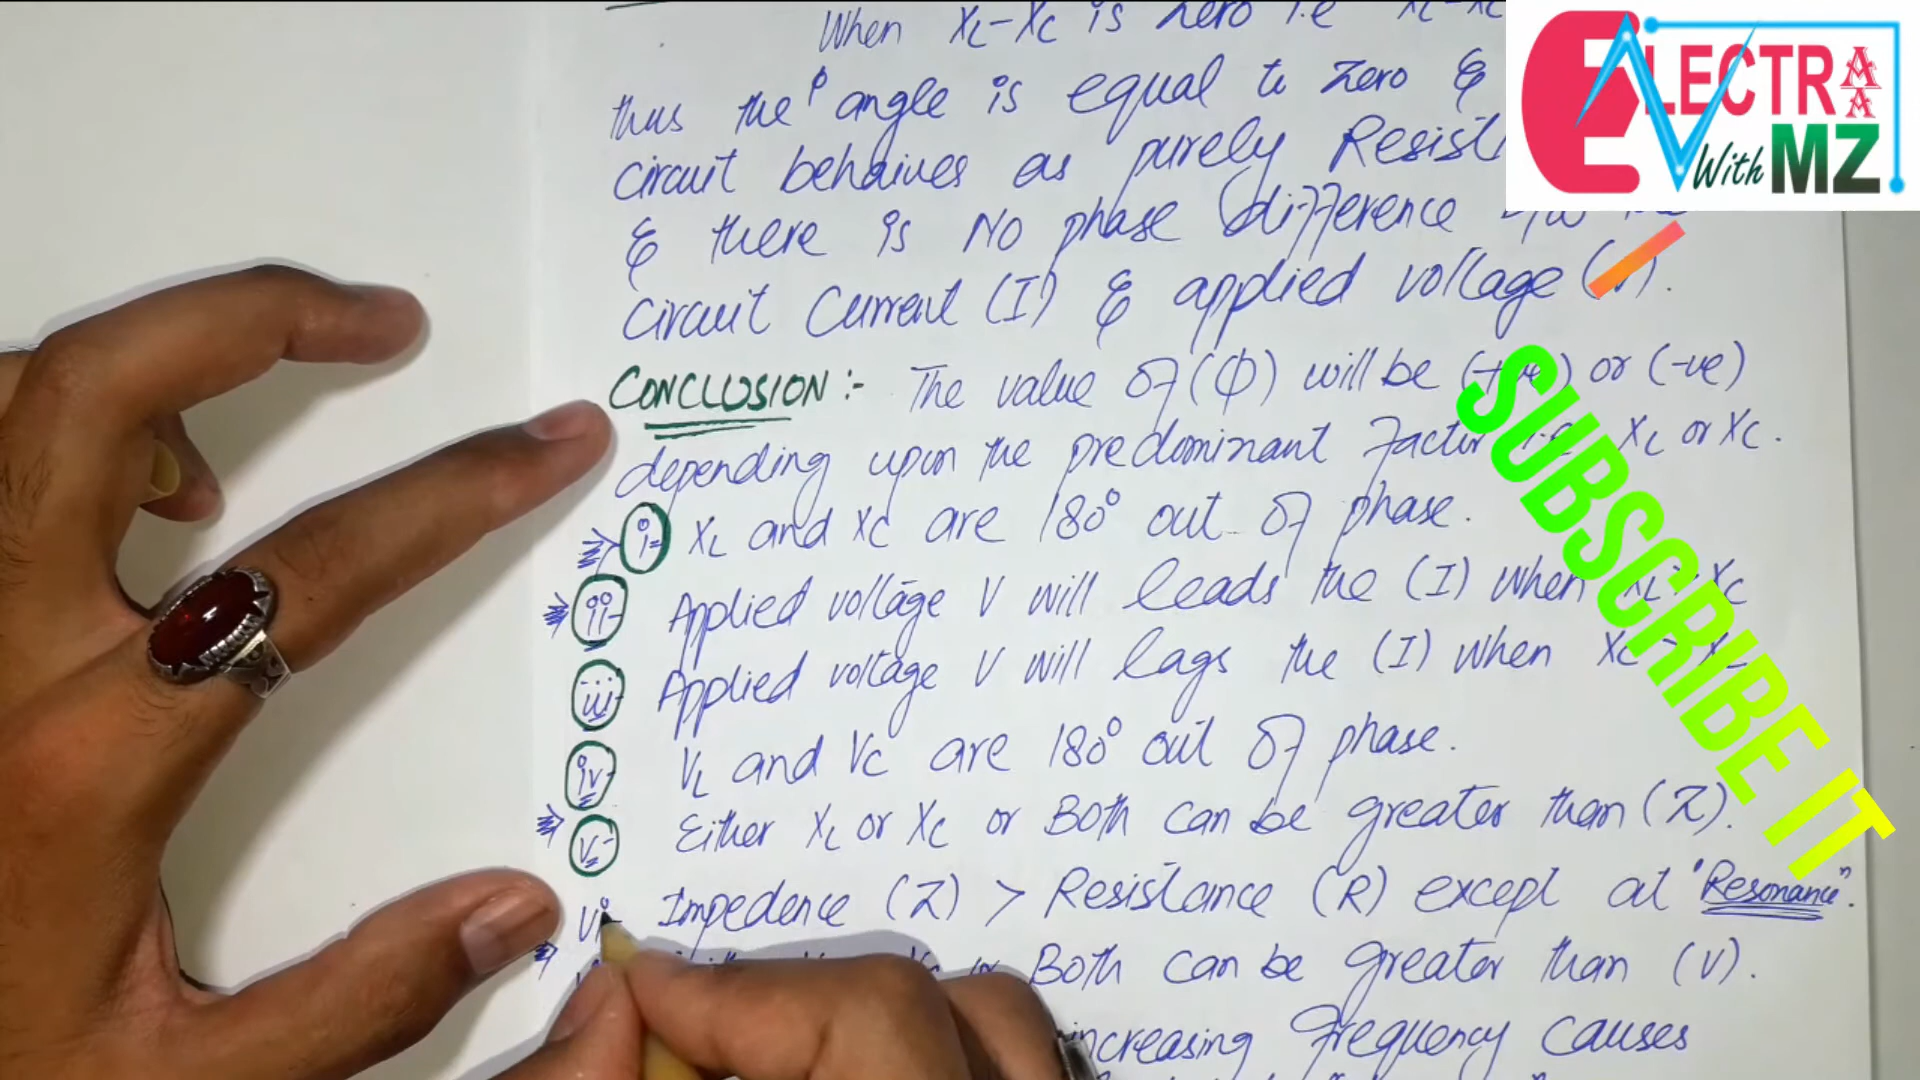 When XL-XC is zero i.e
thus the φ angle is equal to zero &
circuit behaives as purely
& there is No phase difference
circuit Current (I) & applied voltage
CONCLUSION :- The value of (φ) will be (+ve) or (-ve)
depending upon the predominant factor i.e XL or XC.
i- XL and XC are 180° out of phase.
ii- Applied voltage V will leads the (I) when XL > XC
iii- Applied voltage V will lags the (I) when XC
iv- VL and VC are 180° out of phase.
v- Either XL or XC or Both can be greater than (Z).
vi- Impedence (Z) > Resistance (R) except at "Resonance".
Both can be greater than (V).
increasing frequency causes
ELECTRA
AA
With MZ
SUBSCRIBE IT